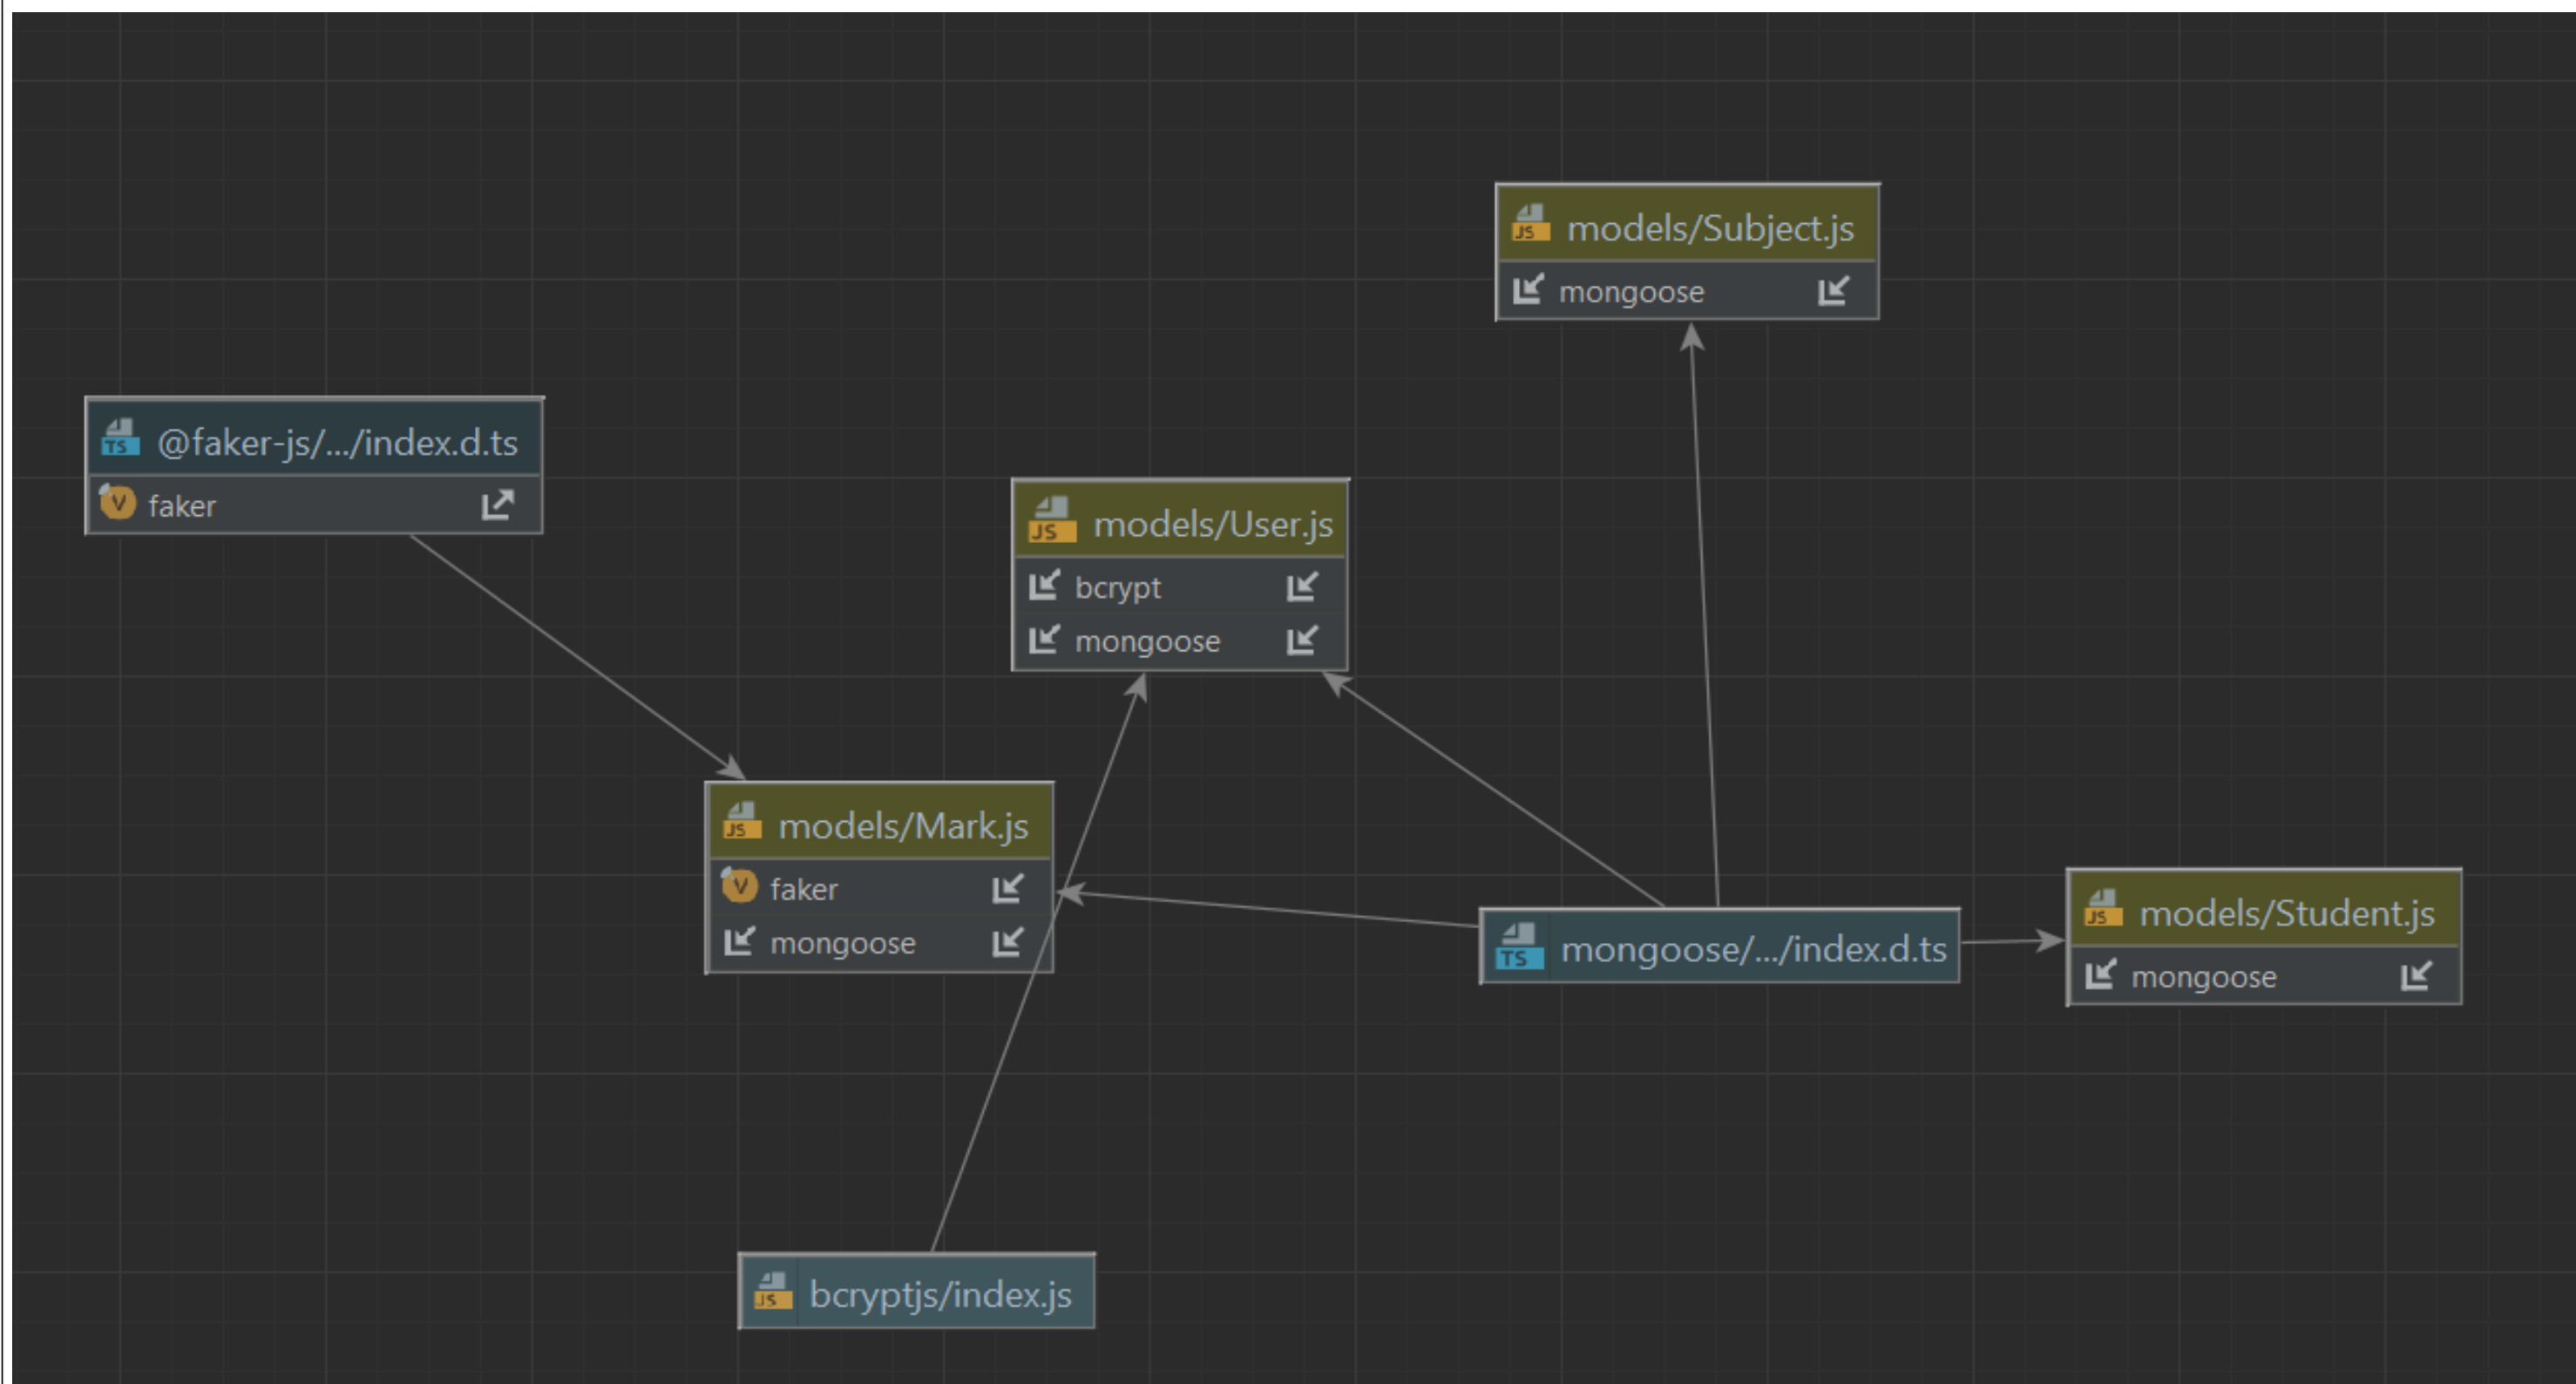 models/Subject.js
mongoose
@faker-js/.../index.d.ts
faker
models/User.js
bcrypt
mongoose
models/Mark.js
faker
mongoose
mongoose/.../index.d.ts
models/Student.js
mongoose
bcryptjs/index.js